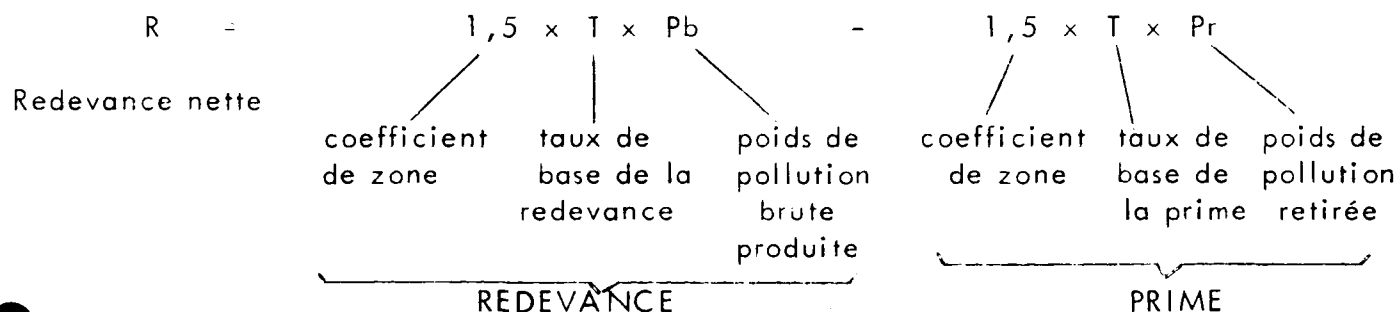 R = 1,5 × T × Pb - 1,5 × T × Pr
Redevance nette
coefficient taux de poids de coefficient taux de poids de
de zone base de la pollution de zone base de pollution
redevance brute la prime retirée
produite
REDEVANCE PRIME